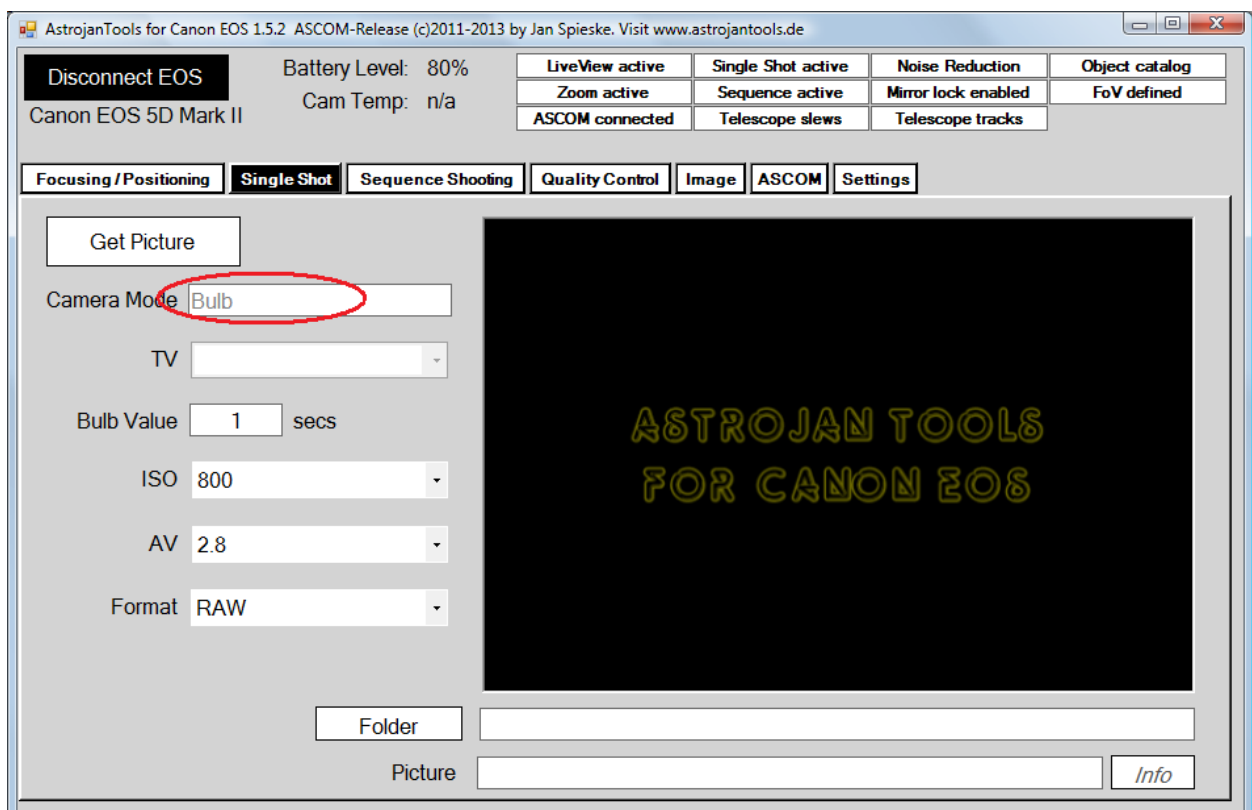 AstrojanTools for Canon EOS 1.5.2 ASCOM-Release (c)2011-2013 by Jan Spieske. Visit www.astrojantools.de
Disconnect EOS
Canon EOS 5D Mark II
Battery Level: 80%
Cam Temp: n/a
LiveView active Single Shot active Noise Reduction Object catalog
Zoom active Sequence active Mirror lock enabled FoV defined
ASCOM connected Telescope slews Telescope tracks
Focusing / Positioning Single Shot Sequence Shooting Quality Control Image ASCOM Settings
Get Picture
Camera Mode Bulb
TV
Bulb Value 1 secs
ISO 800
AV 2.8
Format RAW
ASTROJAN TOOLS
FOR CANON EOS
Folder
Picture Info